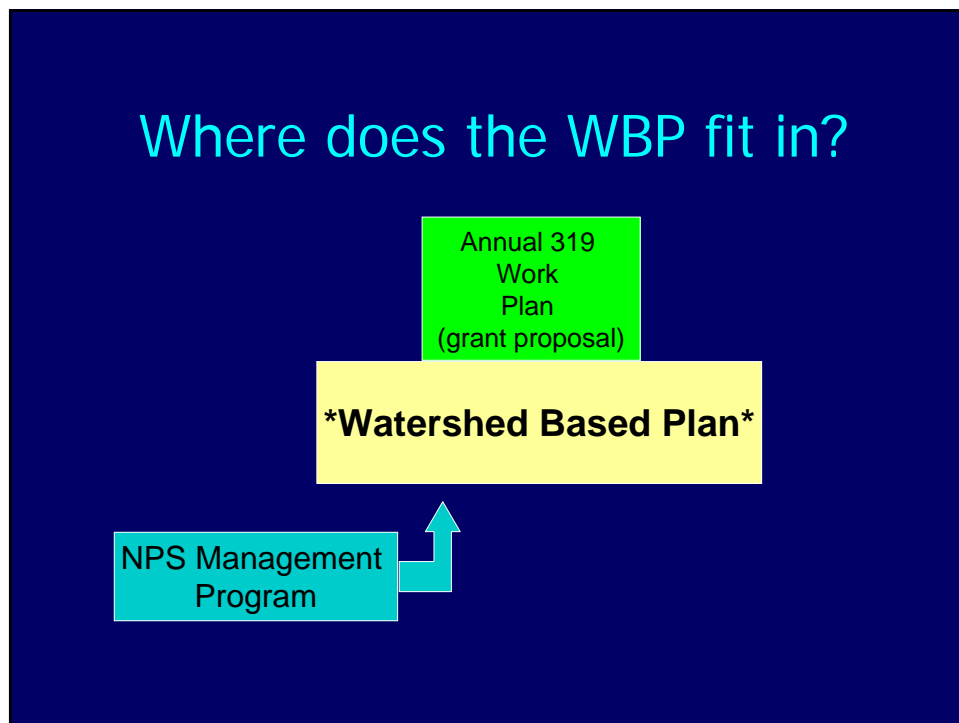 Where does the WBP fit in?
Annual 319
Work
Plan
(grant proposal)
*Watershed Based Plan*
NPS Management
Program